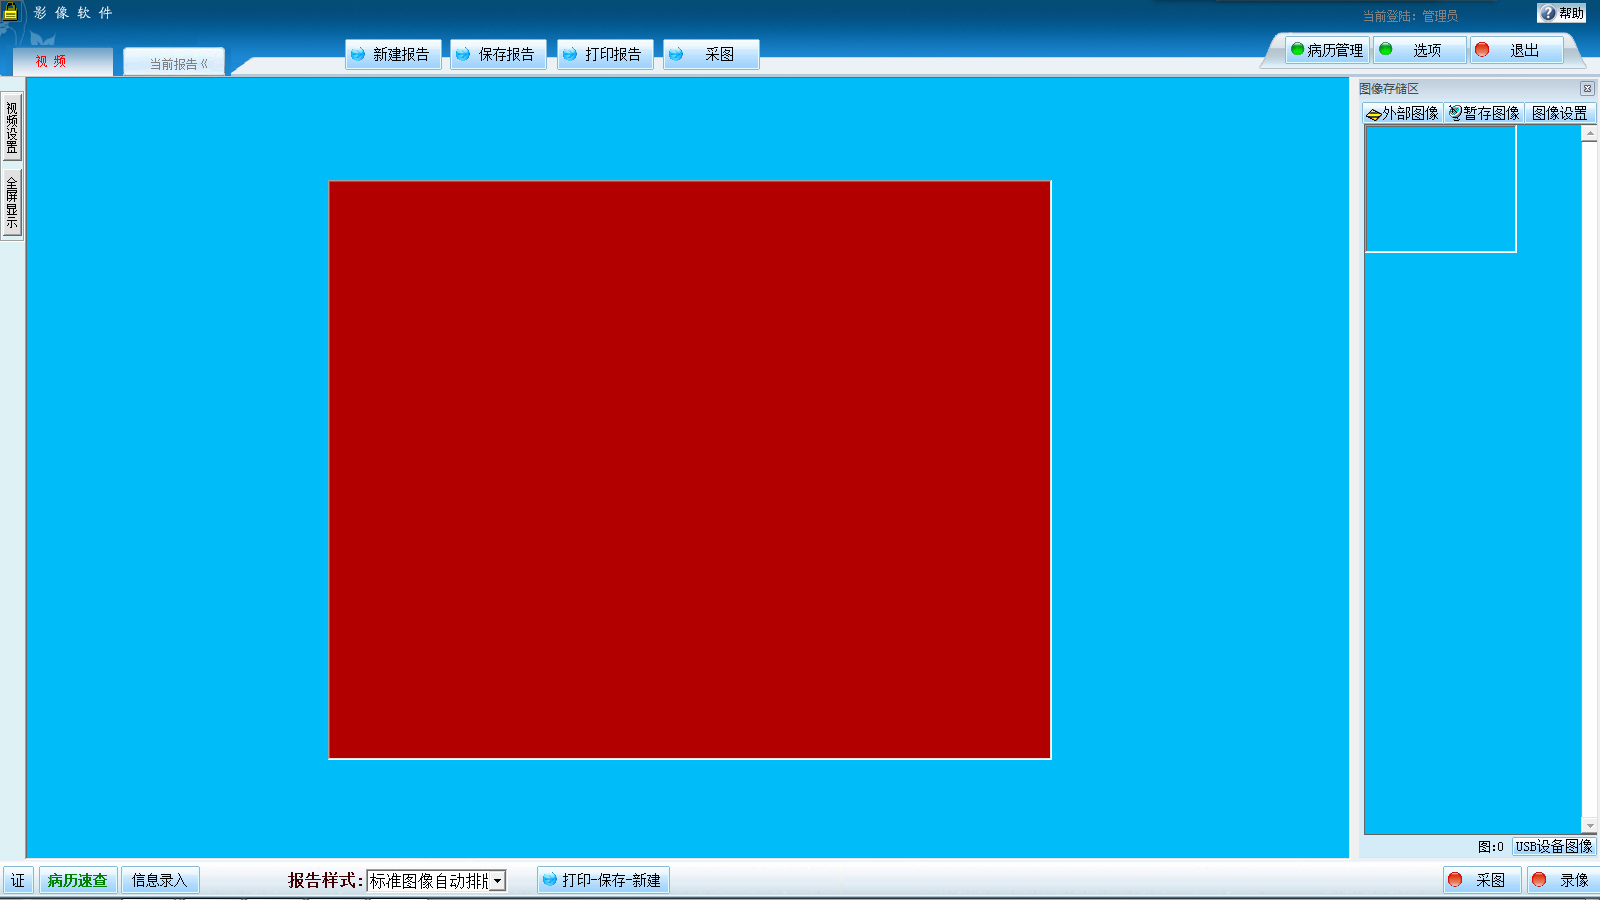 影像软件
当前登陆：管理员
帮助
视 频
当前报告《
新建报告
保存报告
打印报告
采图
病历管理
选项
退出
视频设置
全屏显示
图像存储区
外部图像
暂存图像
图像设置
图:0
USB设备图像
证
病历速查
信息录入
报告样式:
标准图像自动排版
打印-保存-新建
采图
录像